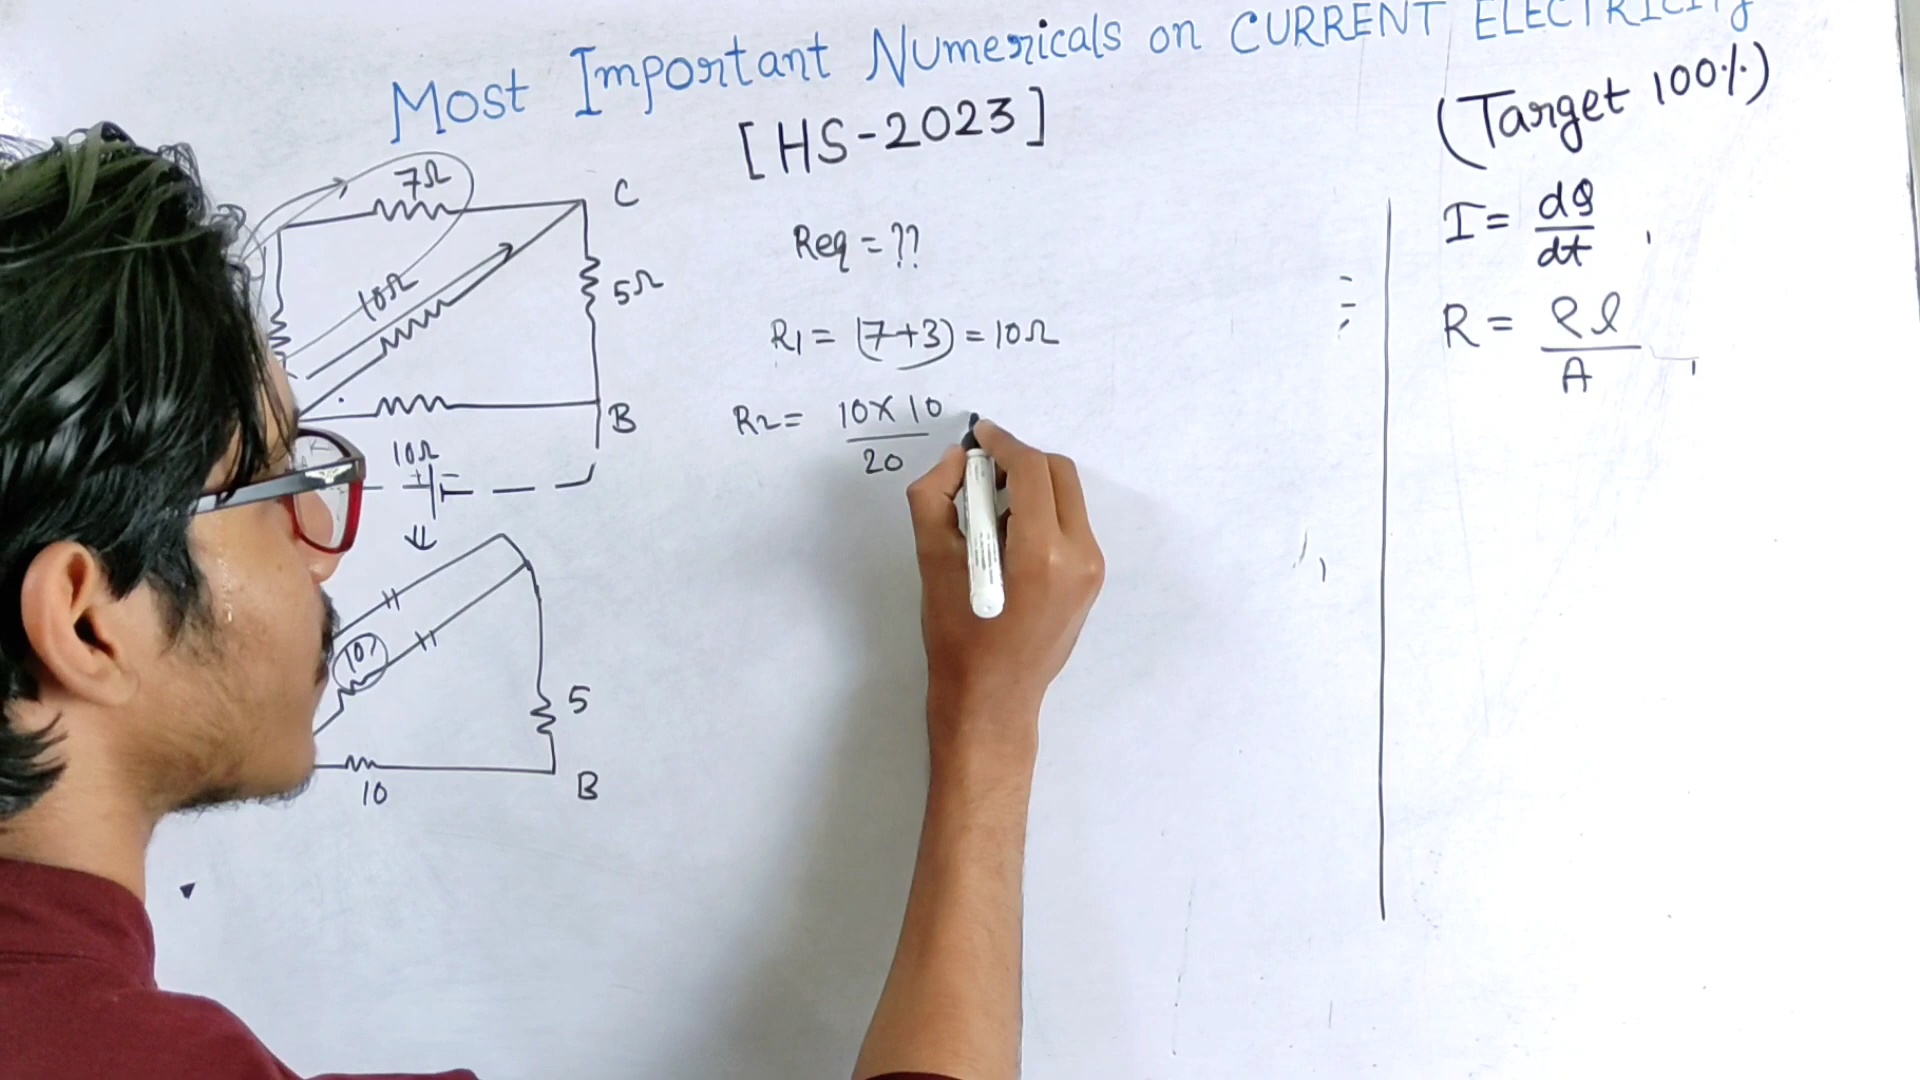 Most Important Numericals on CURRENT ELECTRICITY
[HS-2023]
(Target 100%)
7Ω
C
10Ω
5Ω
B
10Ω
+ -
10
5
10
B
Req = ??
R1 = (7+3) = 10Ω
R2 = 10 × 10
20
I = dQ
dt ,
R = ρl
A ,